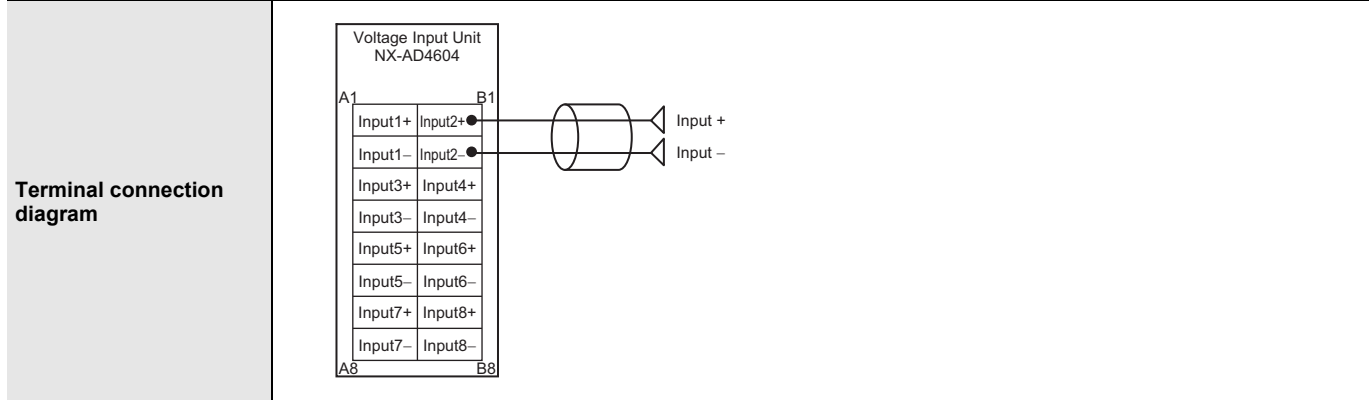 Terminal connection
diagram
Voltage Input Unit
NX-AD4604
A1 B1
Input1+ Input2+ Input +
Input1– Input2– Input –
Input3+ Input4+
Input3– Input4–
Input5+ Input6+
Input5– Input6–
Input7+ Input8+
Input7– Input8–
A8 B8